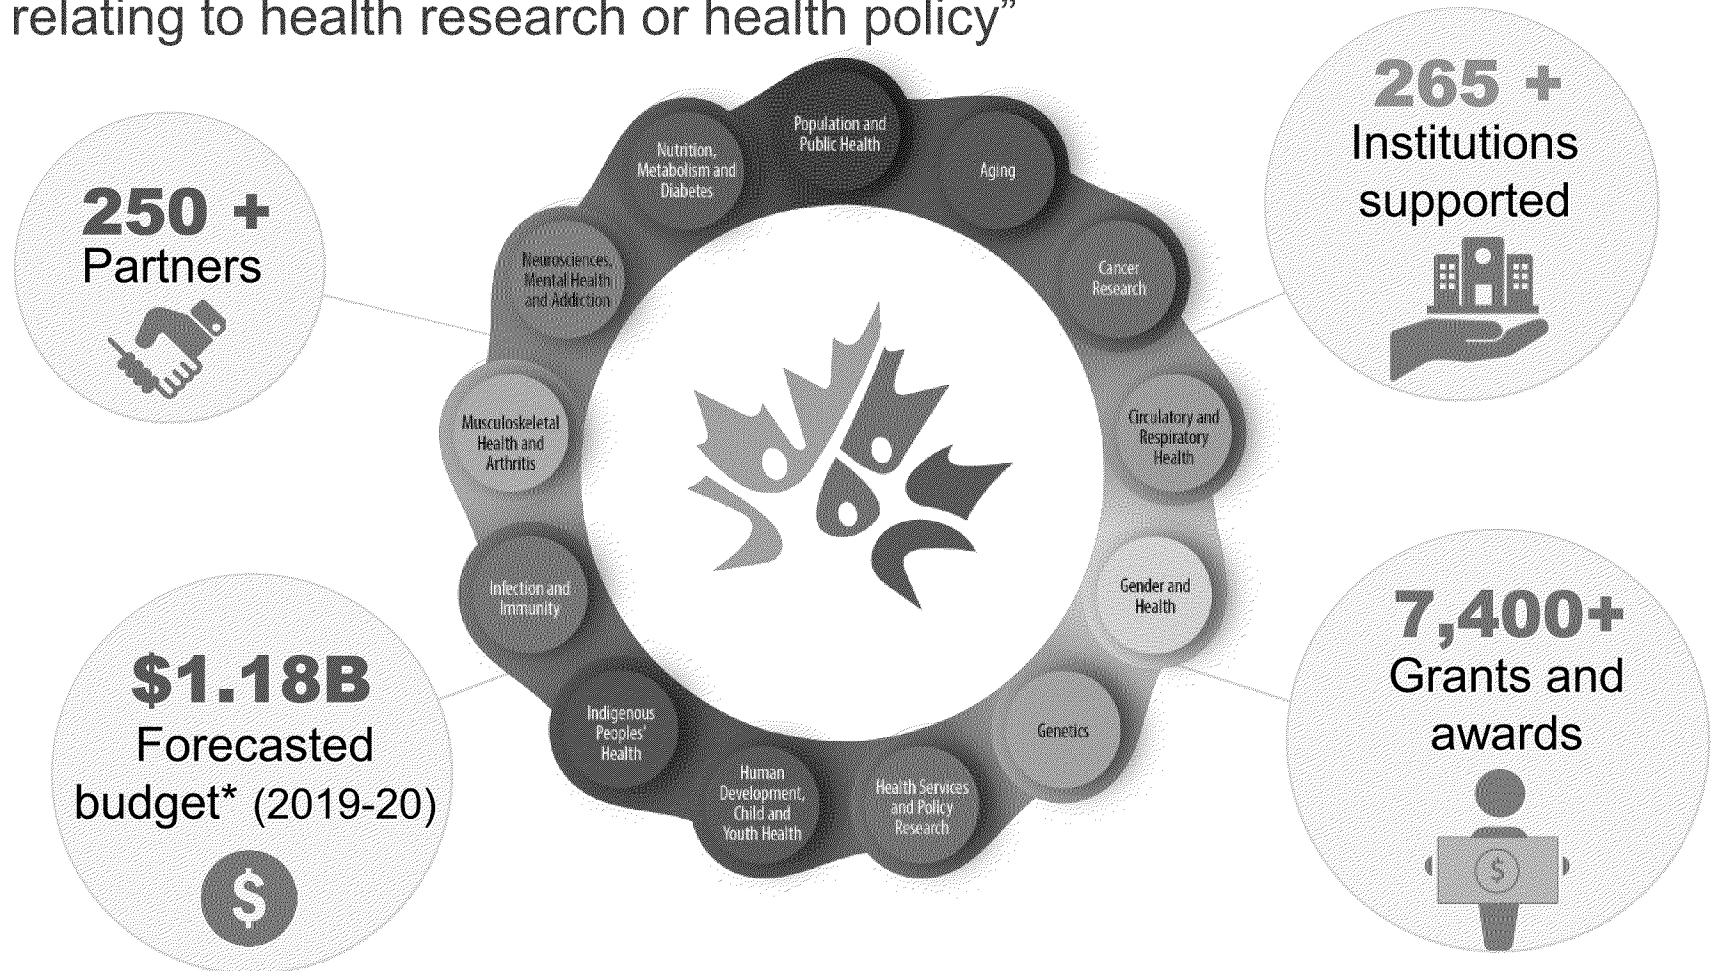 relating to health research or health policy”
250 +
Partners
265 +
Institutions
supported
$1.18B
Forecasted
budget* (2019-20)
$
7,400+
Grants and
awards
$
Population and
Public Health
Aging
Cancer
Research
Circulatory and
Respiratory
Health
Gender and
Health
Genetics
Health Services
and Policy
Research
Human
Development,
Child and
Youth Health
Indigenous
Peoples’
Health
Infection and
Immunity
Musculoskeletal
Health and
Arthritis
Neurosciences,
Mental Health
and Addiction
Nutrition,
Metabolism and
Diabetes